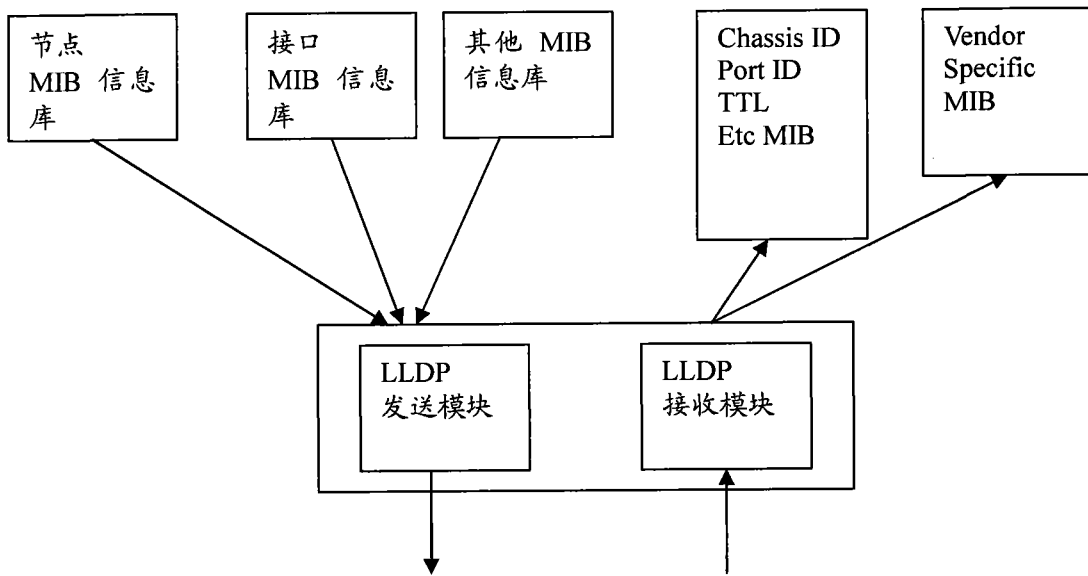 节点
MIB 信息
库
接口
MIB 信息
库
其他 MIB
信息库
Chassis ID
Port ID
TTL
Etc MIB
Vendor
Specific
MIB
LLDP
发送模块
LLDP
接收模块